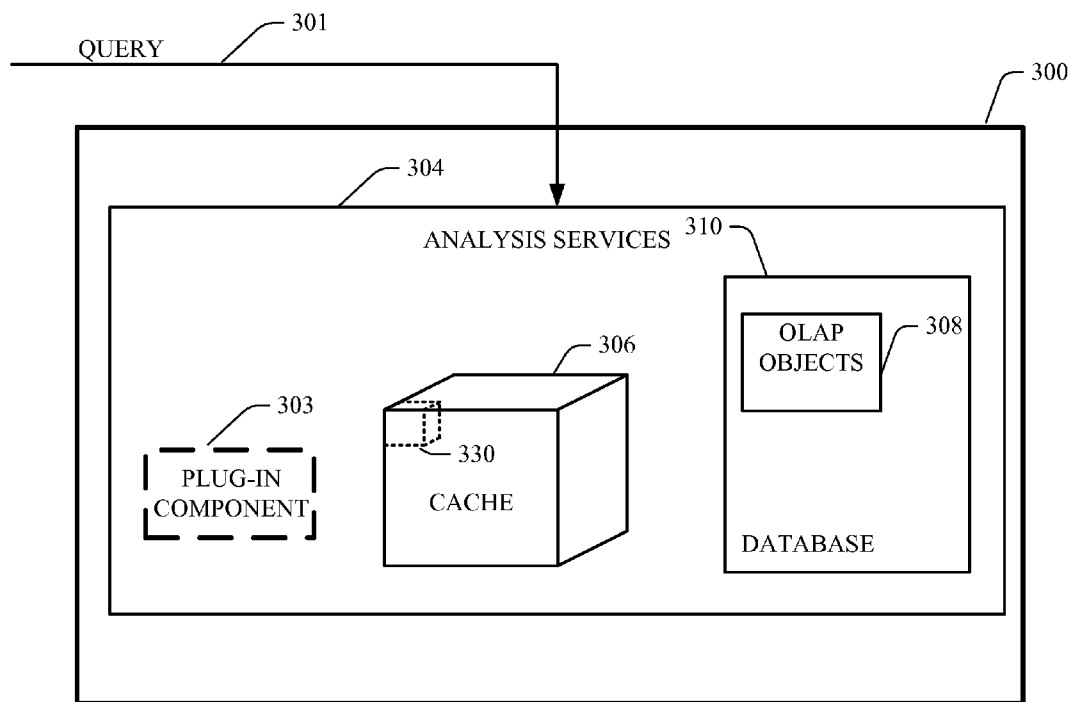 301
QUERY
300
304
ANALYSIS SERVICES
310
OLAP
OBJECTS
308
306
303
330
PLUG-IN
COMPONENT
CACHE
DATABASE